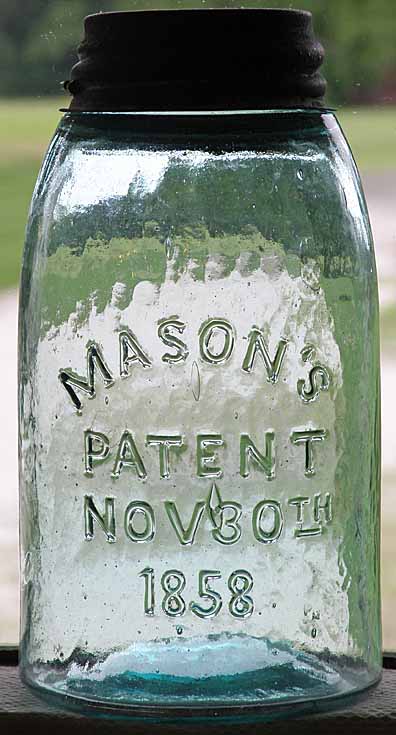 MASON'S
PATENT
NOV 30TH
1858